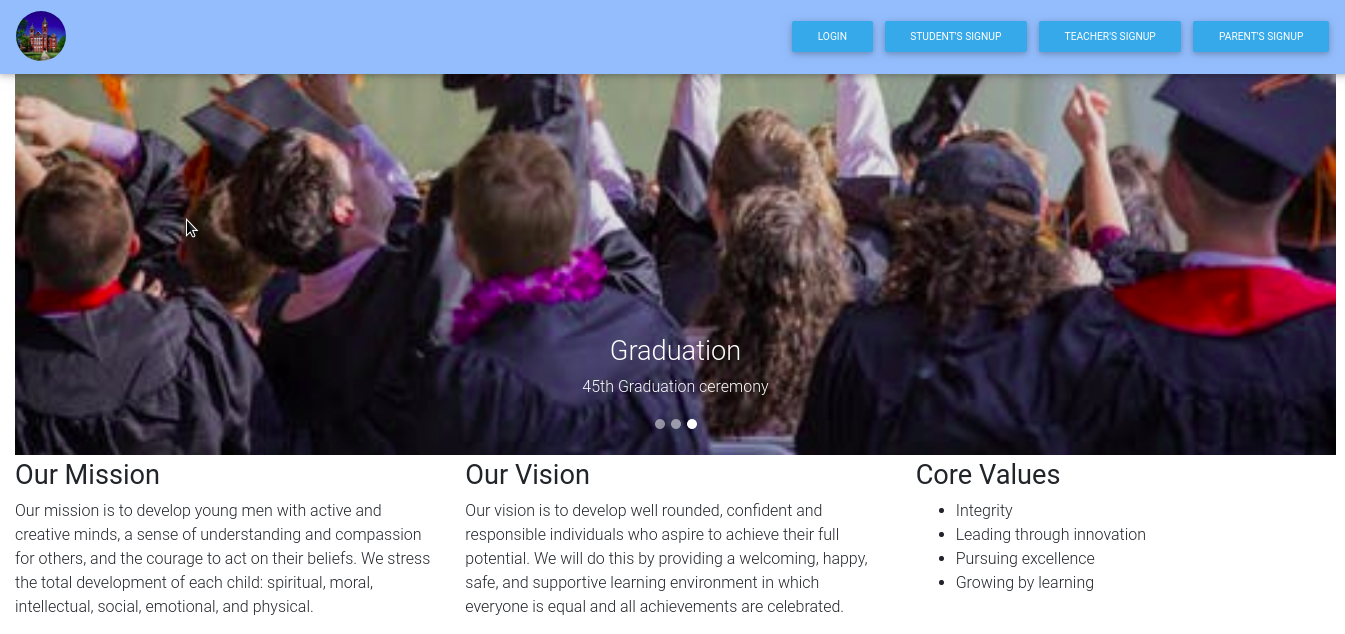 LOGIN
STUDENT'S SIGNUP
TEACHER'S SIGNUP
PARENT'S SIGNUP
Graduation
45th Graduation ceremony
Our Mission
Our mission is to develop young men with active and
creative minds, a sense of understanding and compassion
for others, and the courage to act on their beliefs. We stress
the total development of each child: spiritual, moral,
intellectual, social, emotional, and physical.
Our Vision
Our vision is to develop well rounded, confident and
responsible individuals who aspire to achieve their full
potential. We will do this by providing a welcoming, happy,
safe, and supportive learning environment in which
everyone is equal and all achievements are celebrated.
Core Values
Integrity
Leading through innovation
Pursuing excellence
Growing by learning